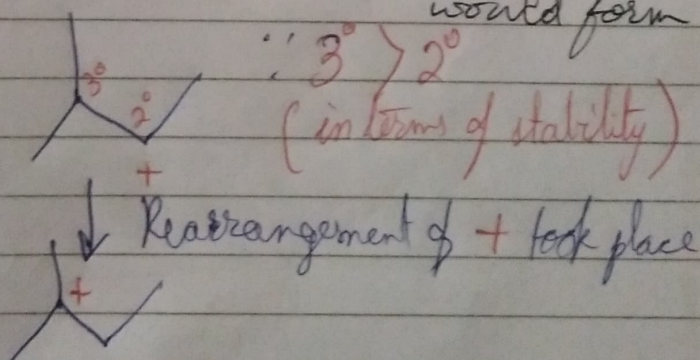 would form
3° 2° ∵ 3° > 2°
(in terms of stability)
+
Rearrangement of + took place
+